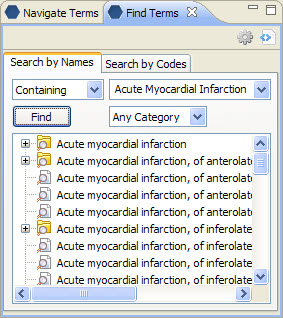 Navigate Terms Find Terms
Search by Names Search by Codes
Containing Acute Myocardial Infarction
Find Any Category
Acute myocardial infarction
Acute myocardial infarction, of anterolate
Acute myocardial infarction, of anterolate
Acute myocardial infarction, of anterolate
Acute myocardial infarction, of anterolate
Acute myocardial infarction, of inferolate
Acute myocardial infarction, of inferolate
Acute myocardial infarction, of inferolate
Acute myocardial infarction, of inferolate